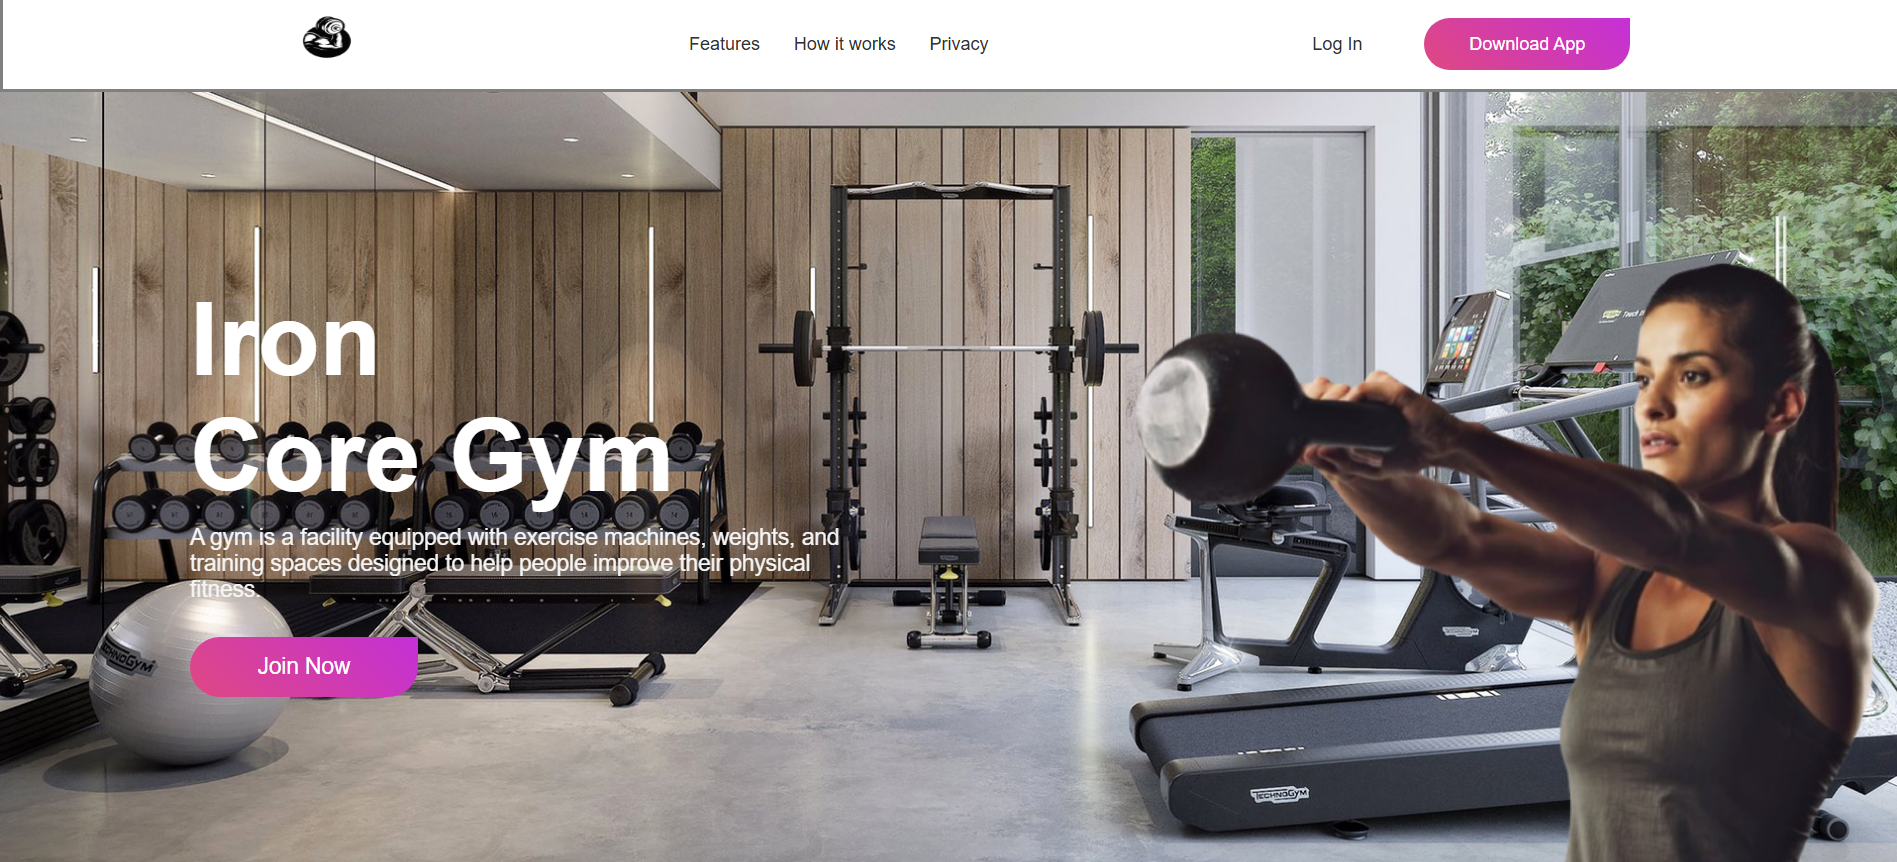 Features How it works Privacy Log In Download App
Iron
Core Gym
A gym is a facility equipped with exercise machines, weights, and
training spaces designed to help people improve their physical
fitness.
Join Now
TECHNOGYM
TECHNOGYM